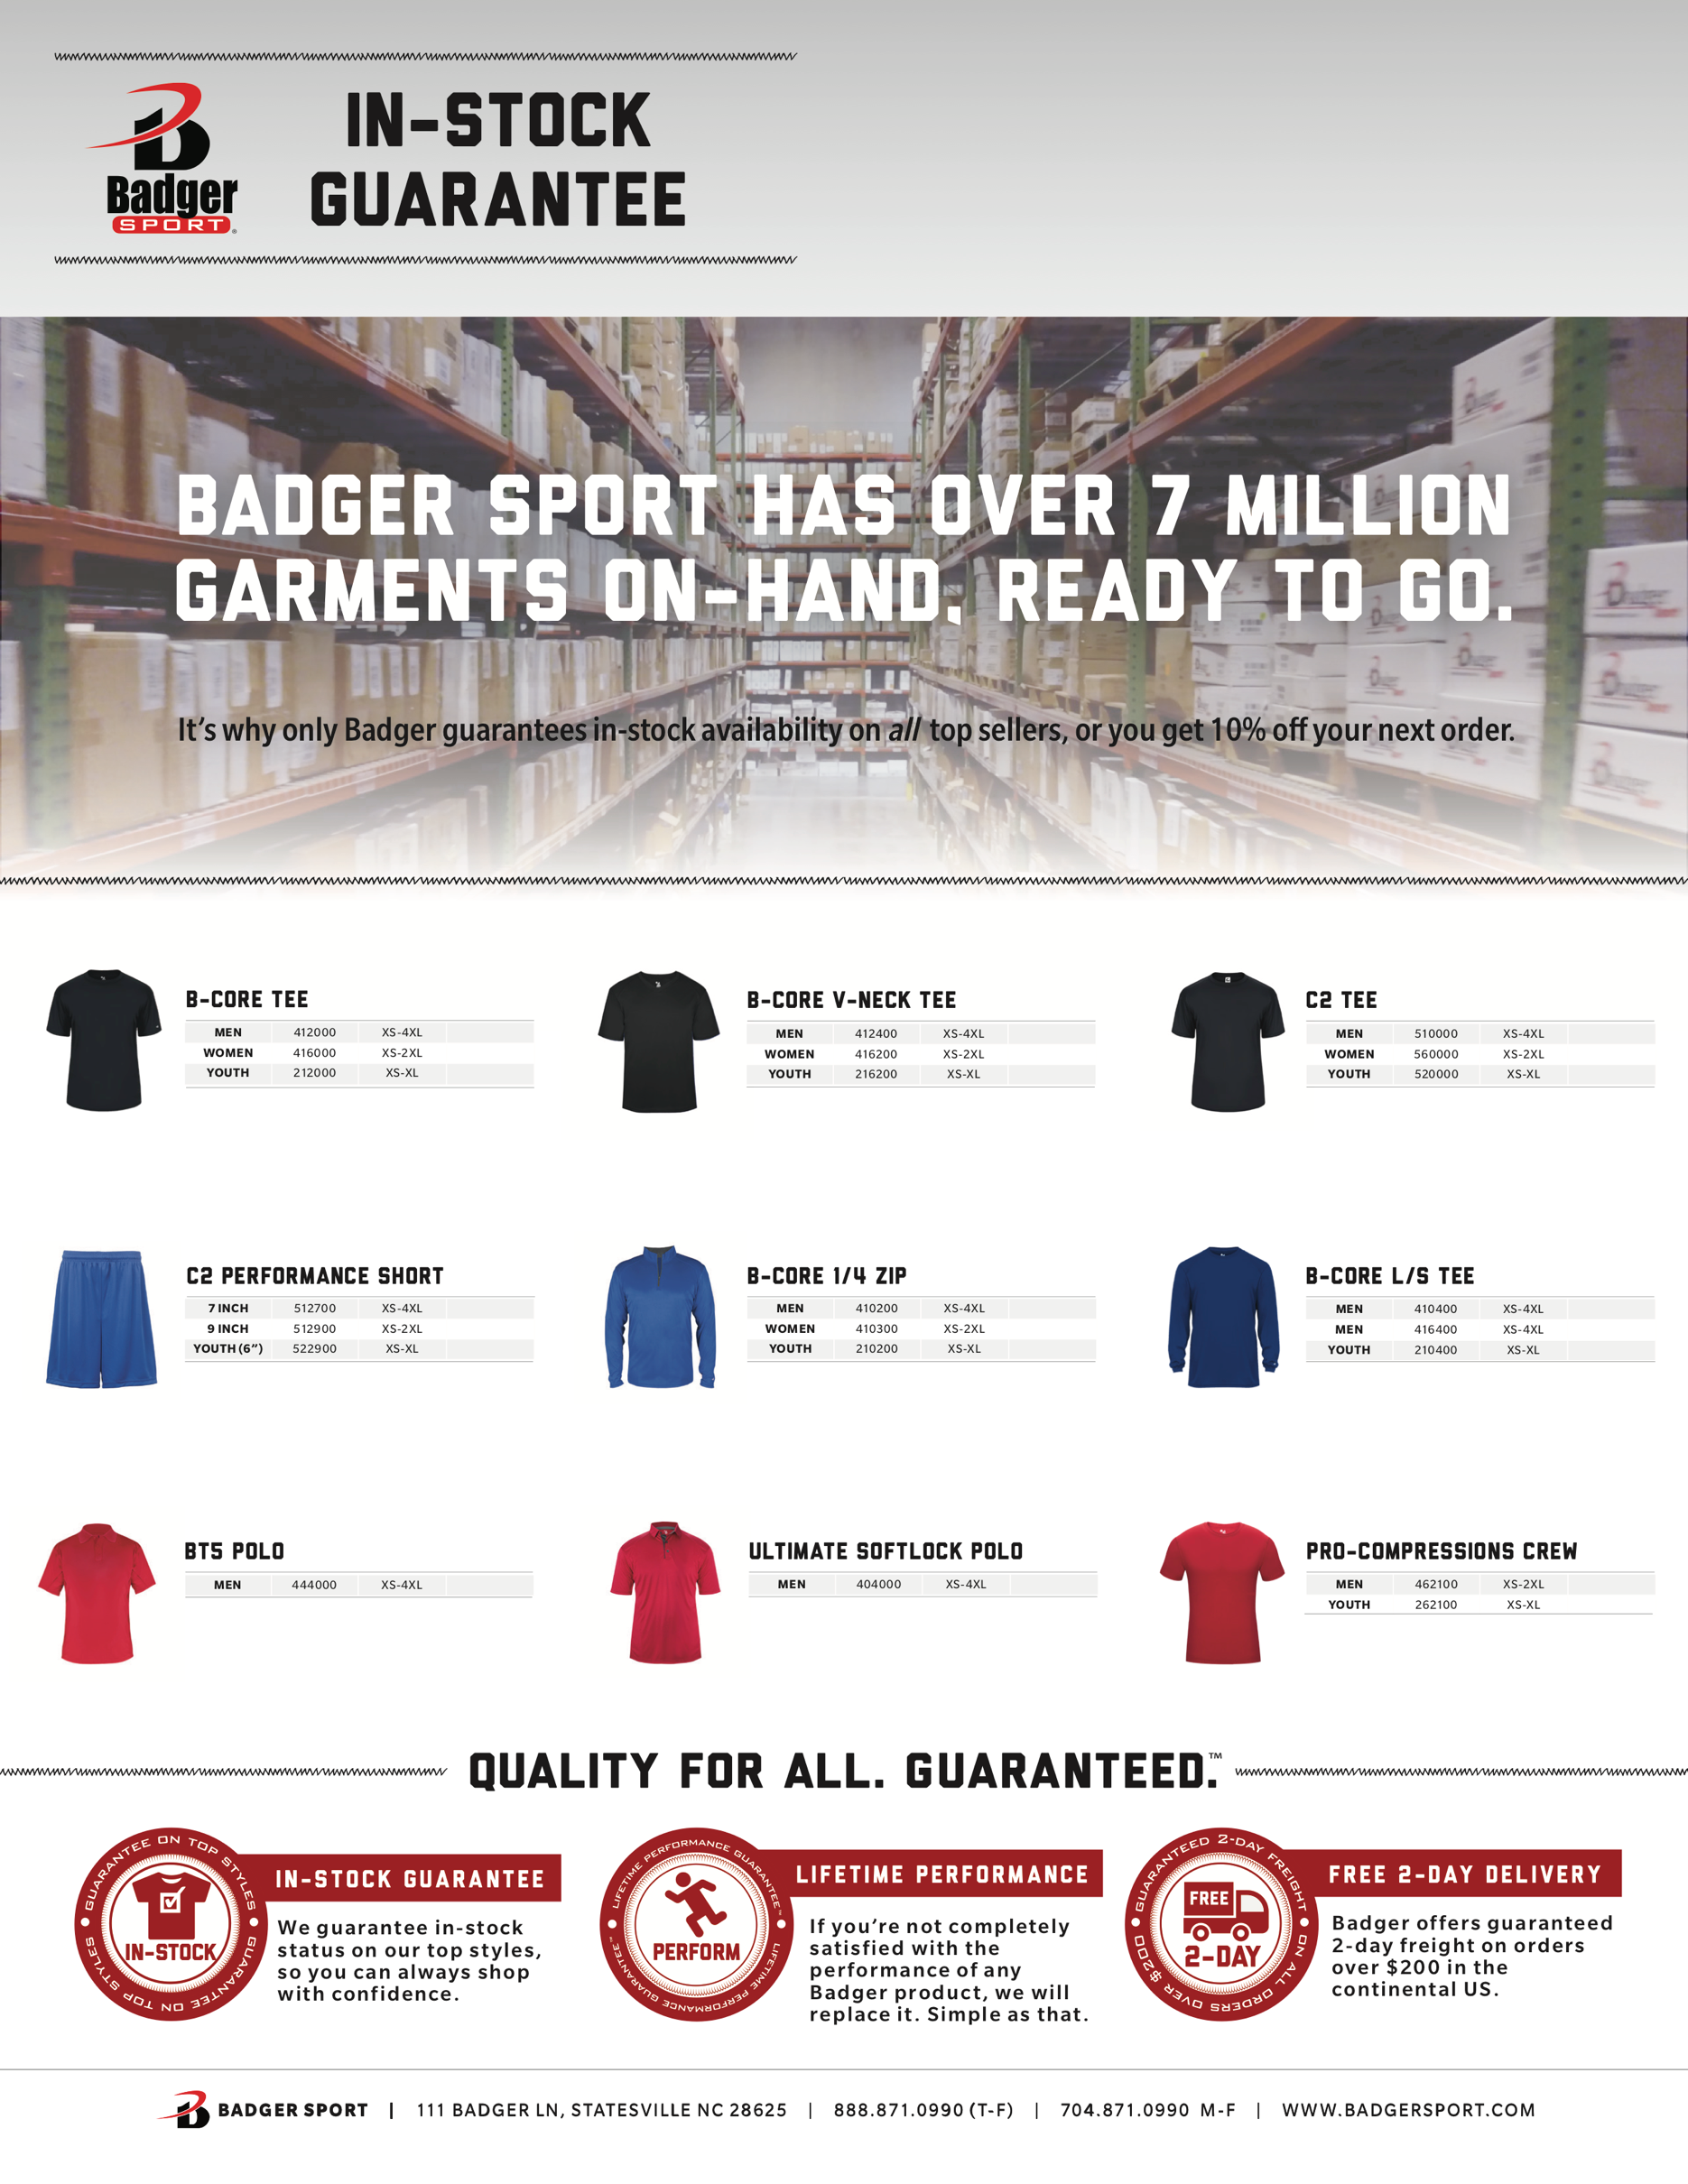 Badger
SPORT®
IN-STOCK
GUARANTEE
BADGER SPORT HAS OVER 7 MILLION
GARMENTS ON-HAND, READY TO GO.
It’s why only Badger guarantees in-stock availability on all top sellers, or you get 10% off your next order.
B-CORE TEE
MEN 412000 XS-4XL
WOMEN 416000 XS-2XL
YOUTH 212000 XS-XL
B-CORE V-NECK TEE
MEN 412400 XS-4XL
WOMEN 416200 XS-2XL
YOUTH 216200 XS-XL
C2 TEE
MEN 510000 XS-4XL
WOMEN 560000 XS-2XL
YOUTH 520000 XS-XL
C2 PERFORMANCE SHORT
7 INCH 512700 XS-4XL
9 INCH 512900 XS-2XL
YOUTH (6”) 522900 XS-XL
B-CORE 1/4 ZIP
MEN 410200 XS-4XL
WOMEN 410300 XS-2XL
YOUTH 210200 XS-XL
B-CORE L/S TEE
MEN 410400 XS-4XL
MEN 416400 XS-4XL
YOUTH 210400 XS-XL
BT5 POLO
MEN 444000 XS-4XL
ULTIMATE SOFTLOCK POLO
MEN 404000 XS-4XL
PRO-COMPRESSIONS CREW
MEN 462100 XS-2XL
YOUTH 262100 XS-XL
QUALITY FOR ALL. GUARANTEED.™
GUARANTEE ON TOP STYLES • GUARANTEE ON TOP STYLES •
IN-STOCK
IN-STOCK GUARANTEE
We guarantee in-stock
status on our top styles,
so you can always shop
with confidence.
LIFETIME PERFORMANCE GUARANTEE™ • LIFETIME PERFORMANCE GUARANTEE™ •
PERFORM
LIFETIME PERFORMANCE
If you’re not completely
satisfied with the
performance of any
Badger product, we will
replace it. Simple as that.
GUARANTEED 2-DAY FREIGHT • ON ALL ORDERS OVER $200 •
FREE
2-DAY
FREE 2-DAY DELIVERY
Badger offers guaranteed
2-day freight on orders
over $200 in the
continental US.
BADGER SPORT | 111 BADGER LN, STATESVILLE NC 28625 | 888.871.0990 (T-F) | 704.871.0990 M-F | WWW.BADGERSPORT.COM